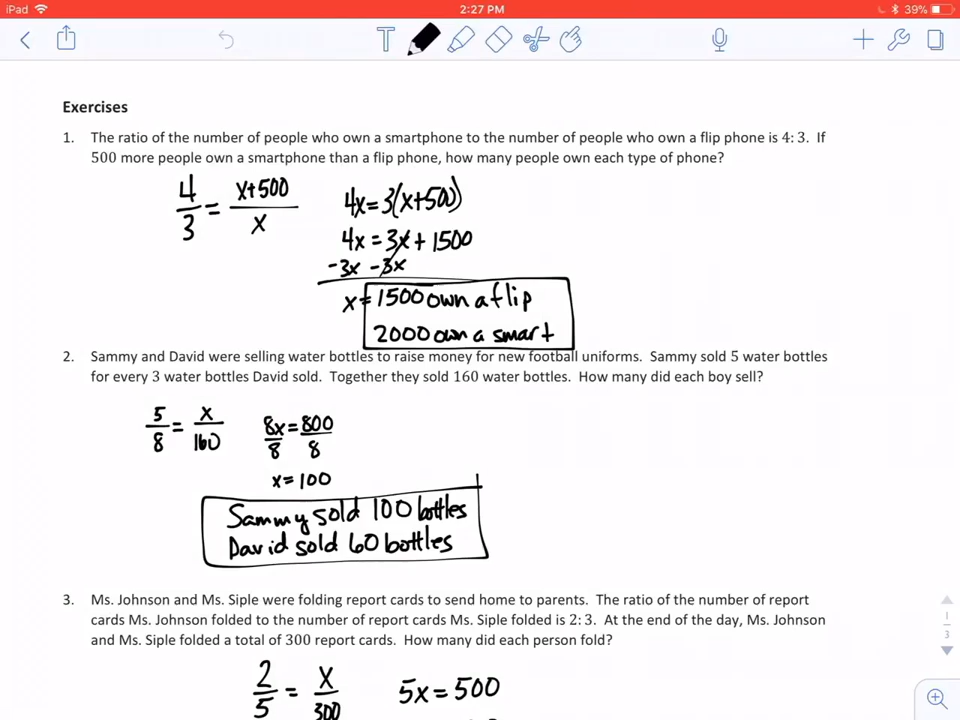 iPad 2:27 PM 39%
T
Exercises
1. The ratio of the number of people who own a smartphone to the number of people who own a flip phone is 4: 3. If
500 more people own a smartphone than a flip phone, how many people own each type of phone?
4/3 = x+500/x
4x=3(x+500)
4x = 3x + 1500
-3x -3x
x = 1500 own a flip
2000 own a smart
2. Sammy and David were selling water bottles to raise money for new football uniforms. Sammy sold 5 water bottles
for every 3 water bottles David sold. Together they sold 160 water bottles. How many did each boy sell?
5/8 = x/160
8x/8 = 800/8
x=100
Sammy sold 100 bottles
David sold 60 bottles
3. Ms. Johnson and Ms. Siple were folding report cards to send home to parents. The ratio of the number of report
cards Ms. Johnson folded to the number of report cards Ms. Siple folded is 2: 3. At the end of the day, Ms. Johnson
and Ms. Siple folded a total of 300 report cards. How many did each person fold?
2/5 = x/300
5x = 500
1
3